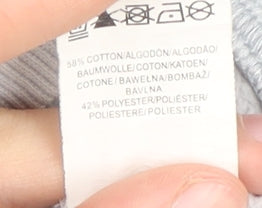 58% COTTON/ALGODÓN/ALGODÃO/
BAUMWOLLE/COTON/KATOEN/
COTONE/BAWEŁNA/BOMBAŽ/
BAVLNA
42% POLYESTER/POLIÉSTER/
POLIESTERE/POLIESTER